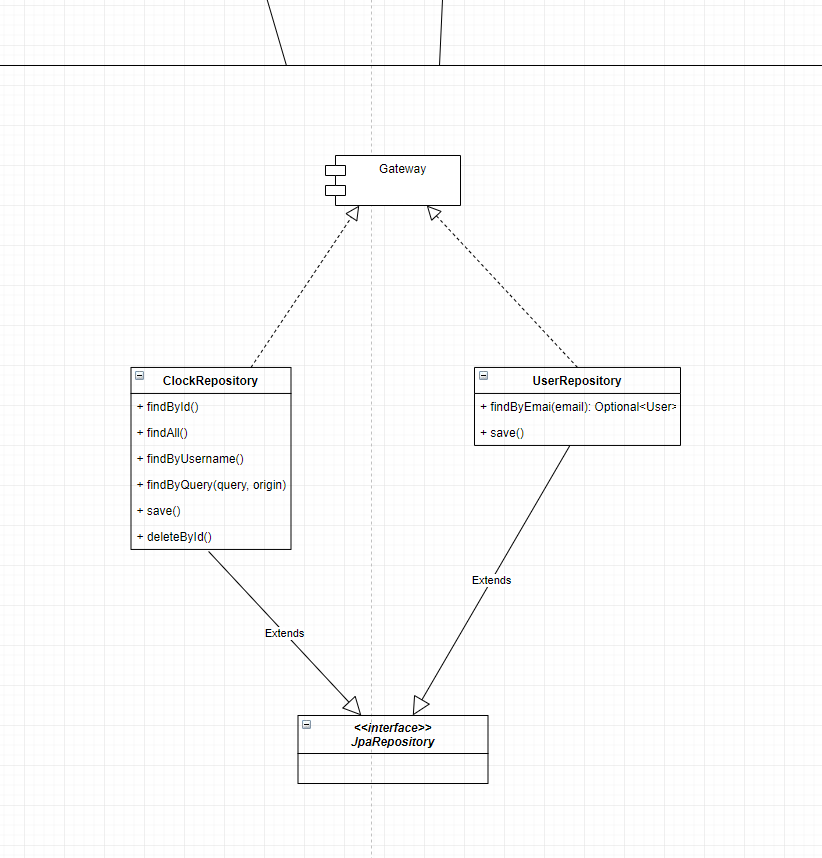 Gateway
ClockRepository
+ findById()
+ findAll()
+ findByUsername()
+ findByQuery(query, origin)
+ save()
+ deleteById()
UserRepository
+ findByEmai(email): Optional<User>
+ save()
Extends
Extends
<<interface>>
JpaRepository